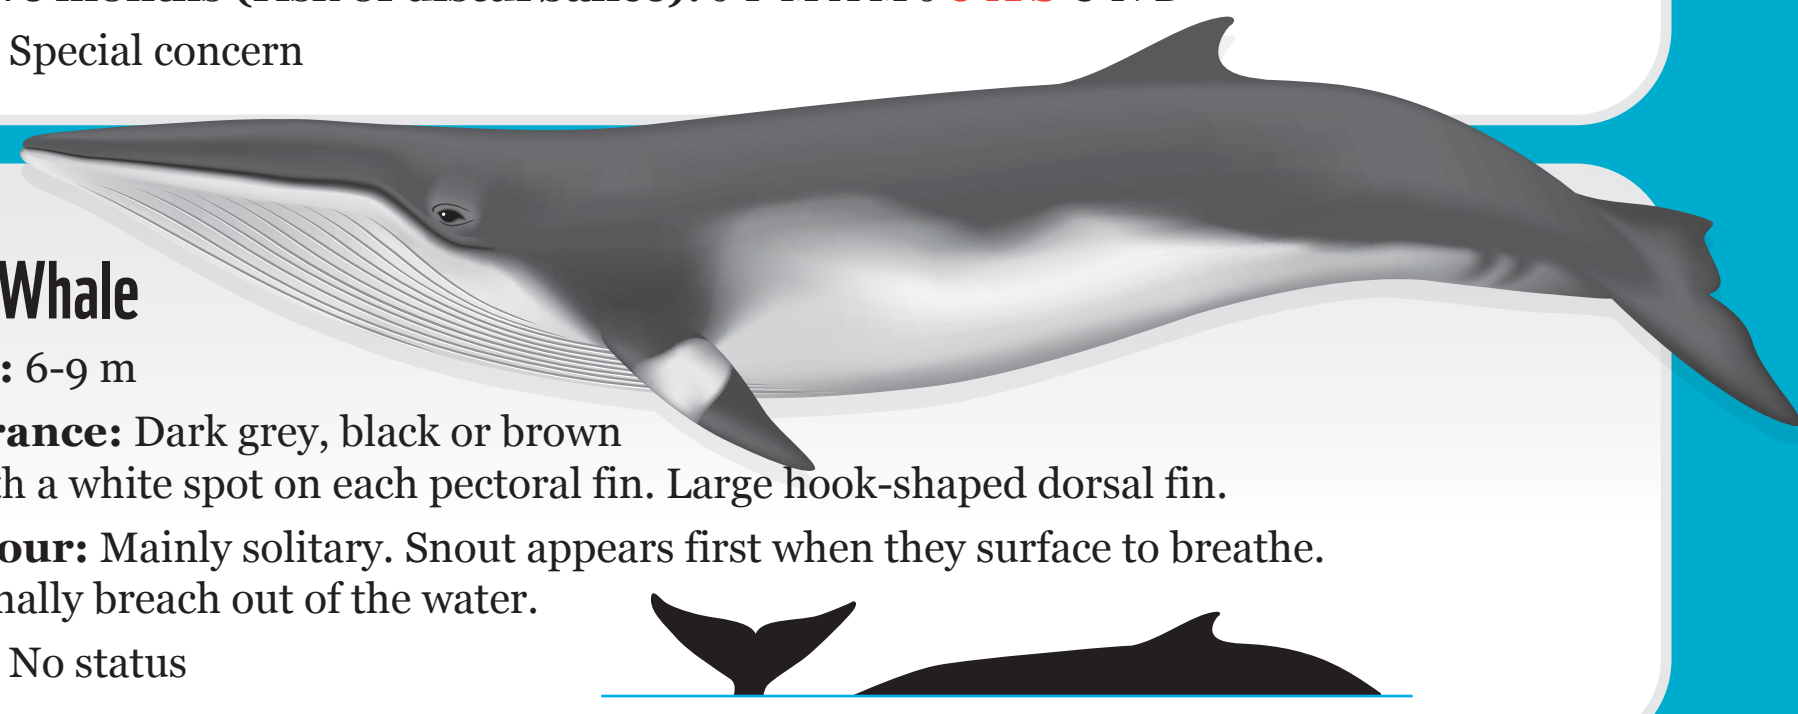 Special concern
Whale
: 6-9 m
rance: Dark grey, black or brown
th a white spot on each pectoral fin. Large hook-shaped dorsal fin.
our: Mainly solitary. Snout appears first when they surface to breathe.
nally breach out of the water.
No status